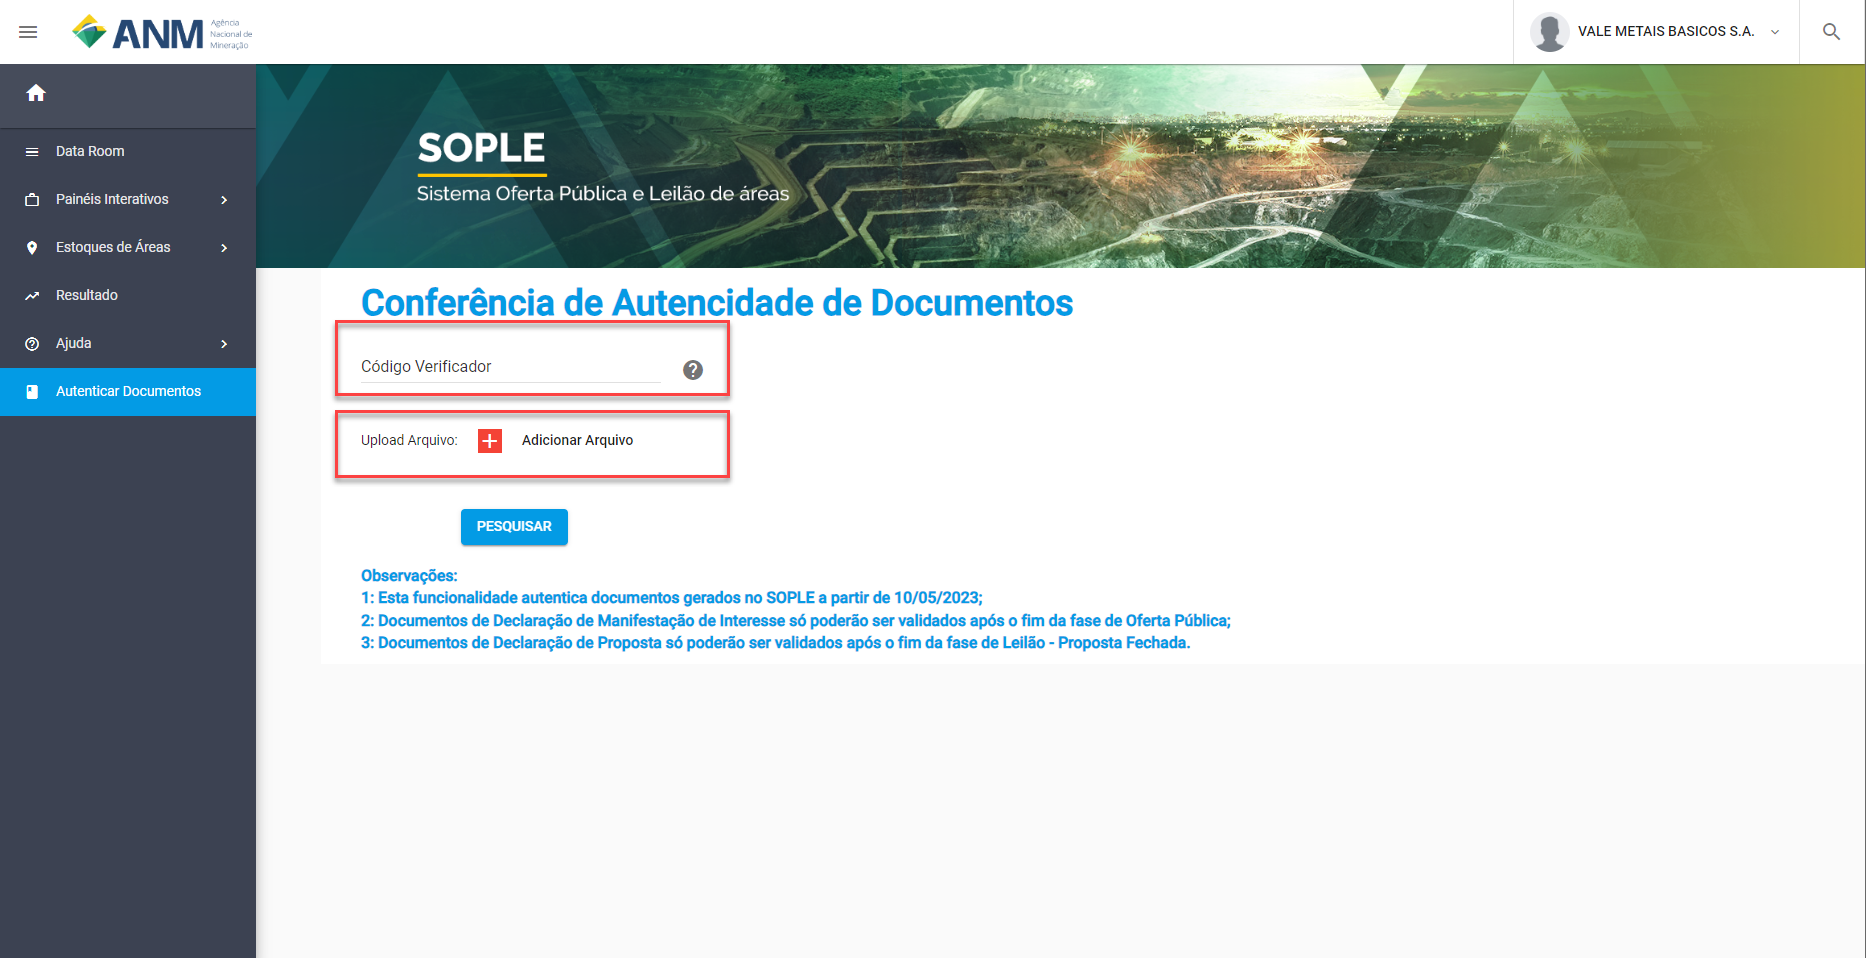 ANM
Agência
Nacional de
Mineração
VALE METAIS BASICOS S.A.
Data Room
Painéis Interativos
Estoques de Áreas
Resultado
Ajuda
Autenticar Documentos
SOPLE
Sistema Oferta Pública e Leilão de áreas
Conferência de Autencidade de Documentos
Código Verificador
?
Upload Arquivo: + Adicionar Arquivo
PESQUISAR
Observações:
1: Esta funcionalidade autentica documentos gerados no SOPLE a partir de 10/05/2023;
2: Documentos de Declaração de Manifestação de Interesse só poderão ser validados após o fim da fase de Oferta Pública;
3: Documentos de Declaração de Proposta só poderão ser validados após o fim da fase de Leilão - Proposta Fechada.